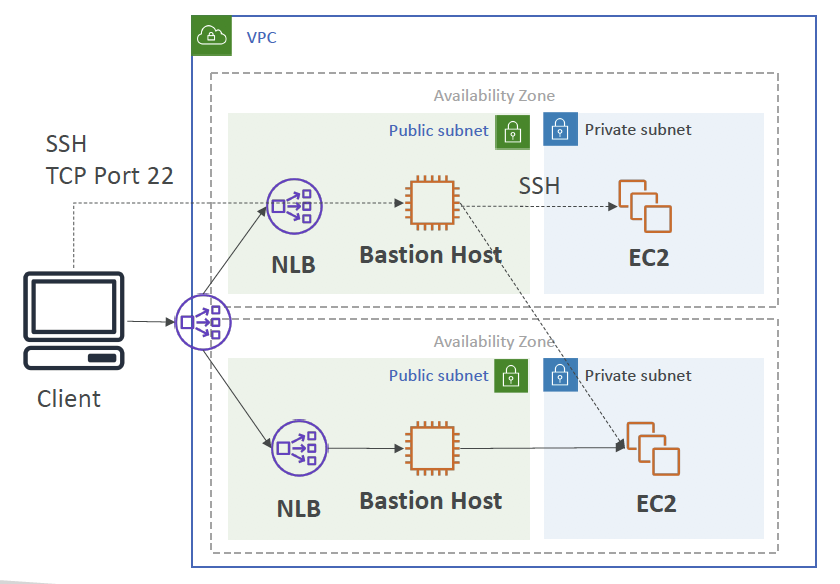 VPC
Availability Zone
Public subnet
Private subnet
SSH
TCP Port 22
SSH
NLB
Bastion Host
EC2
Availability Zone
Public subnet
Private subnet
Client
NLB
Bastion Host
EC2